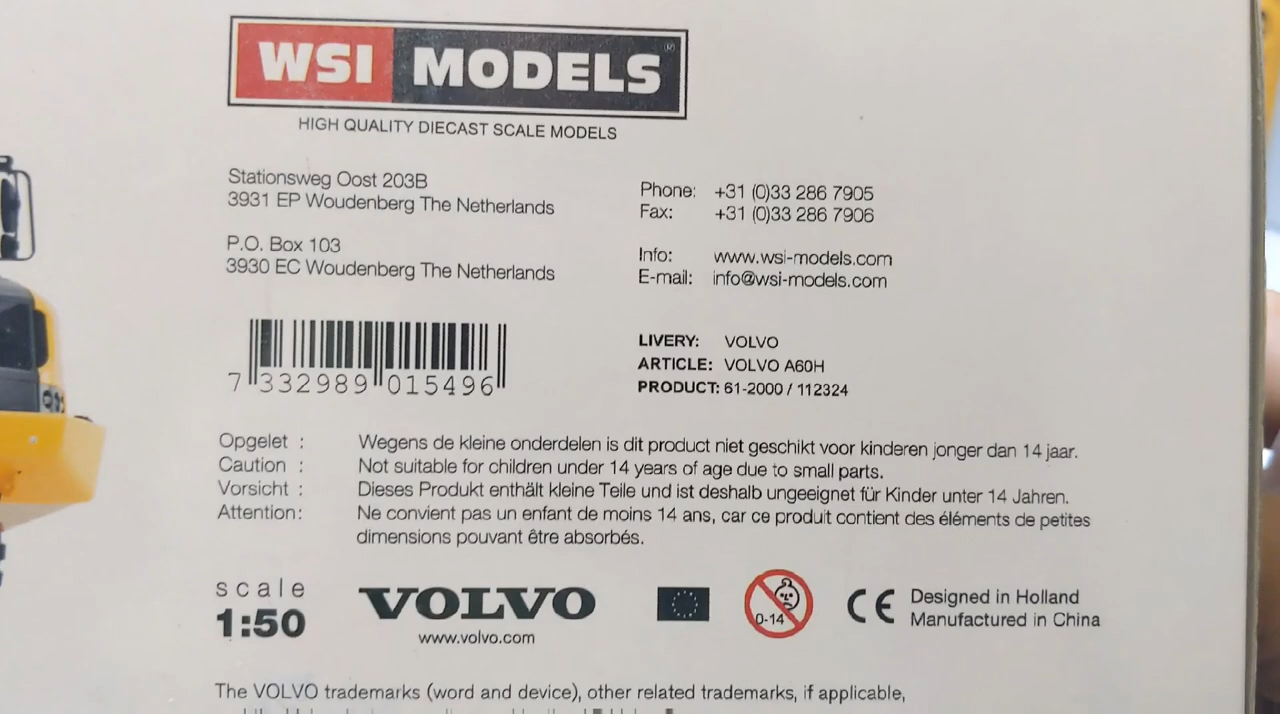 WSI MODELS®
HIGH QUALITY DIECAST SCALE MODELS
Stationsweg Oost 203B
3931 EP Woudenberg The Netherlands
P.O. Box 103
3930 EC Woudenberg The Netherlands
Phone: +31 (0)33 286 7905
Fax: +31 (0)33 286 7906
Info: www.wsi-models.com
E-mail: info@wsi-models.com
7 332989 015496
LIVERY: VOLVO
ARTICLE: VOLVO A60H
PRODUCT: 61-2000 / 112324
Opgelet : Wegens de kleine onderdelen is dit product niet geschikt voor kinderen jonger dan 14 jaar.
Caution : Not suitable for children under 14 years of age due to small parts.
Vorsicht : Dieses Produkt enthält kleine Teile und ist deshalb ungeeignet für Kinder unter 14 Jahren.
Attention: Ne convient pas un enfant de moins 14 ans, car ce produit contient des éléments de petites
dimensions pouvant être absorbés.
scale
1:50
VOLVO
www.volvo.com
0-14
CE
Designed in Holland
Manufactured in China
The VOLVO trademarks (word and device), other related trademarks, if applicable,